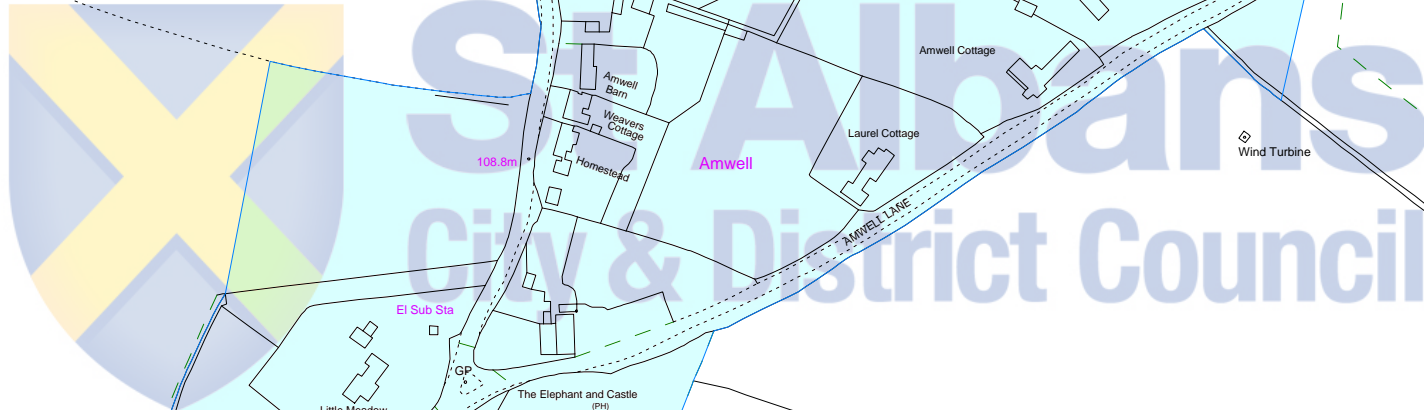 St Albans
City & District Council
Amwell Cottage
Amwell
Barn
Weavers
Cottage
Homestead
108.8m
Amwell
Laurel Cottage
Wind Turbine
AMWELL LANE
El Sub Sta
GP
The Elephant and Castle
(PH)
Little Meadow